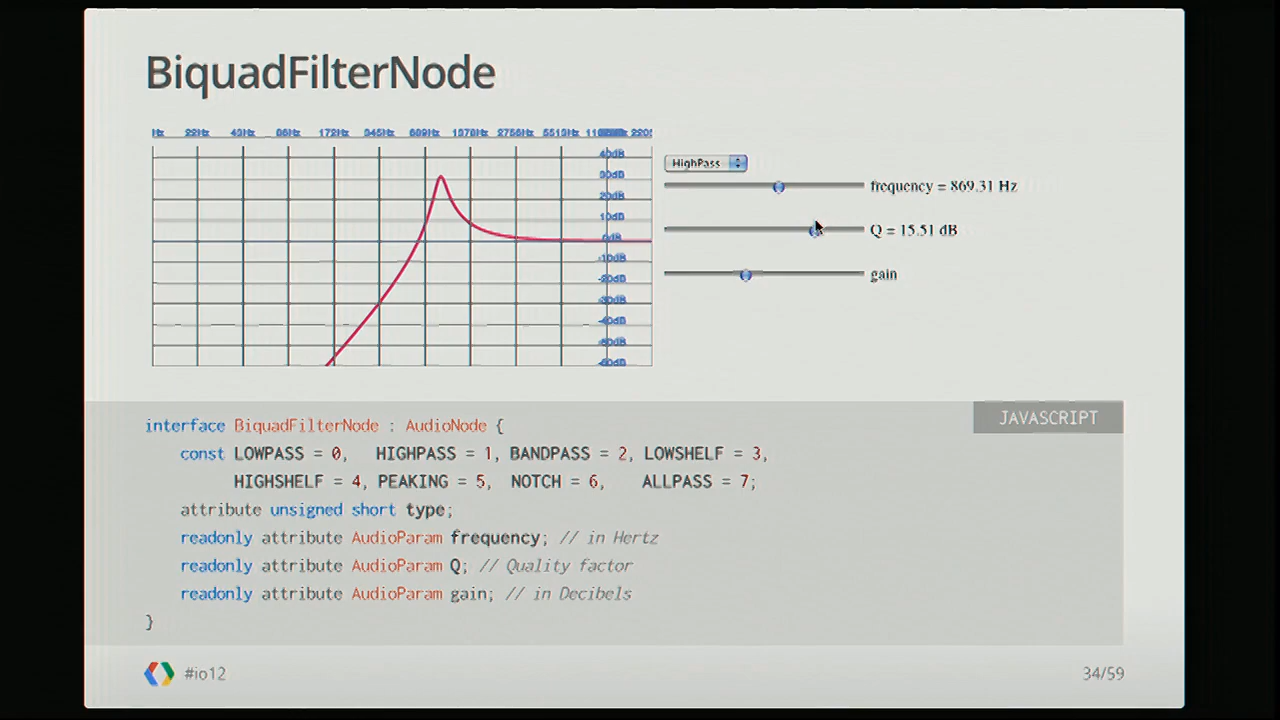 BiquadFilterNode
Hz 22Hz 43Hz 86Hz 172Hz 345Hz 689Hz 1378Hz 2756Hz 5513Hz
40dB
30dB
20dB
10dB
0dB
-10dB
-20dB
-30dB
-40dB
-50dB
-60dB
HighPass
frequency = 869.31 Hz
Q = 15.51 dB
gain
JAVASCRIPT
interface BiquadFilterNode : AudioNode {
const LOWPASS = 0, HIGHPASS = 1, BANDPASS = 2, LOWSHELF = 3,
HIGHSHELF = 4, PEAKING = 5, NOTCH = 6, ALLPASS = 7;
attribute unsigned short type;
readonly attribute AudioParam frequency; // in Hertz
readonly attribute AudioParam Q; // Quality factor
readonly attribute AudioParam gain; // in Decibels
}
#io12
34/59